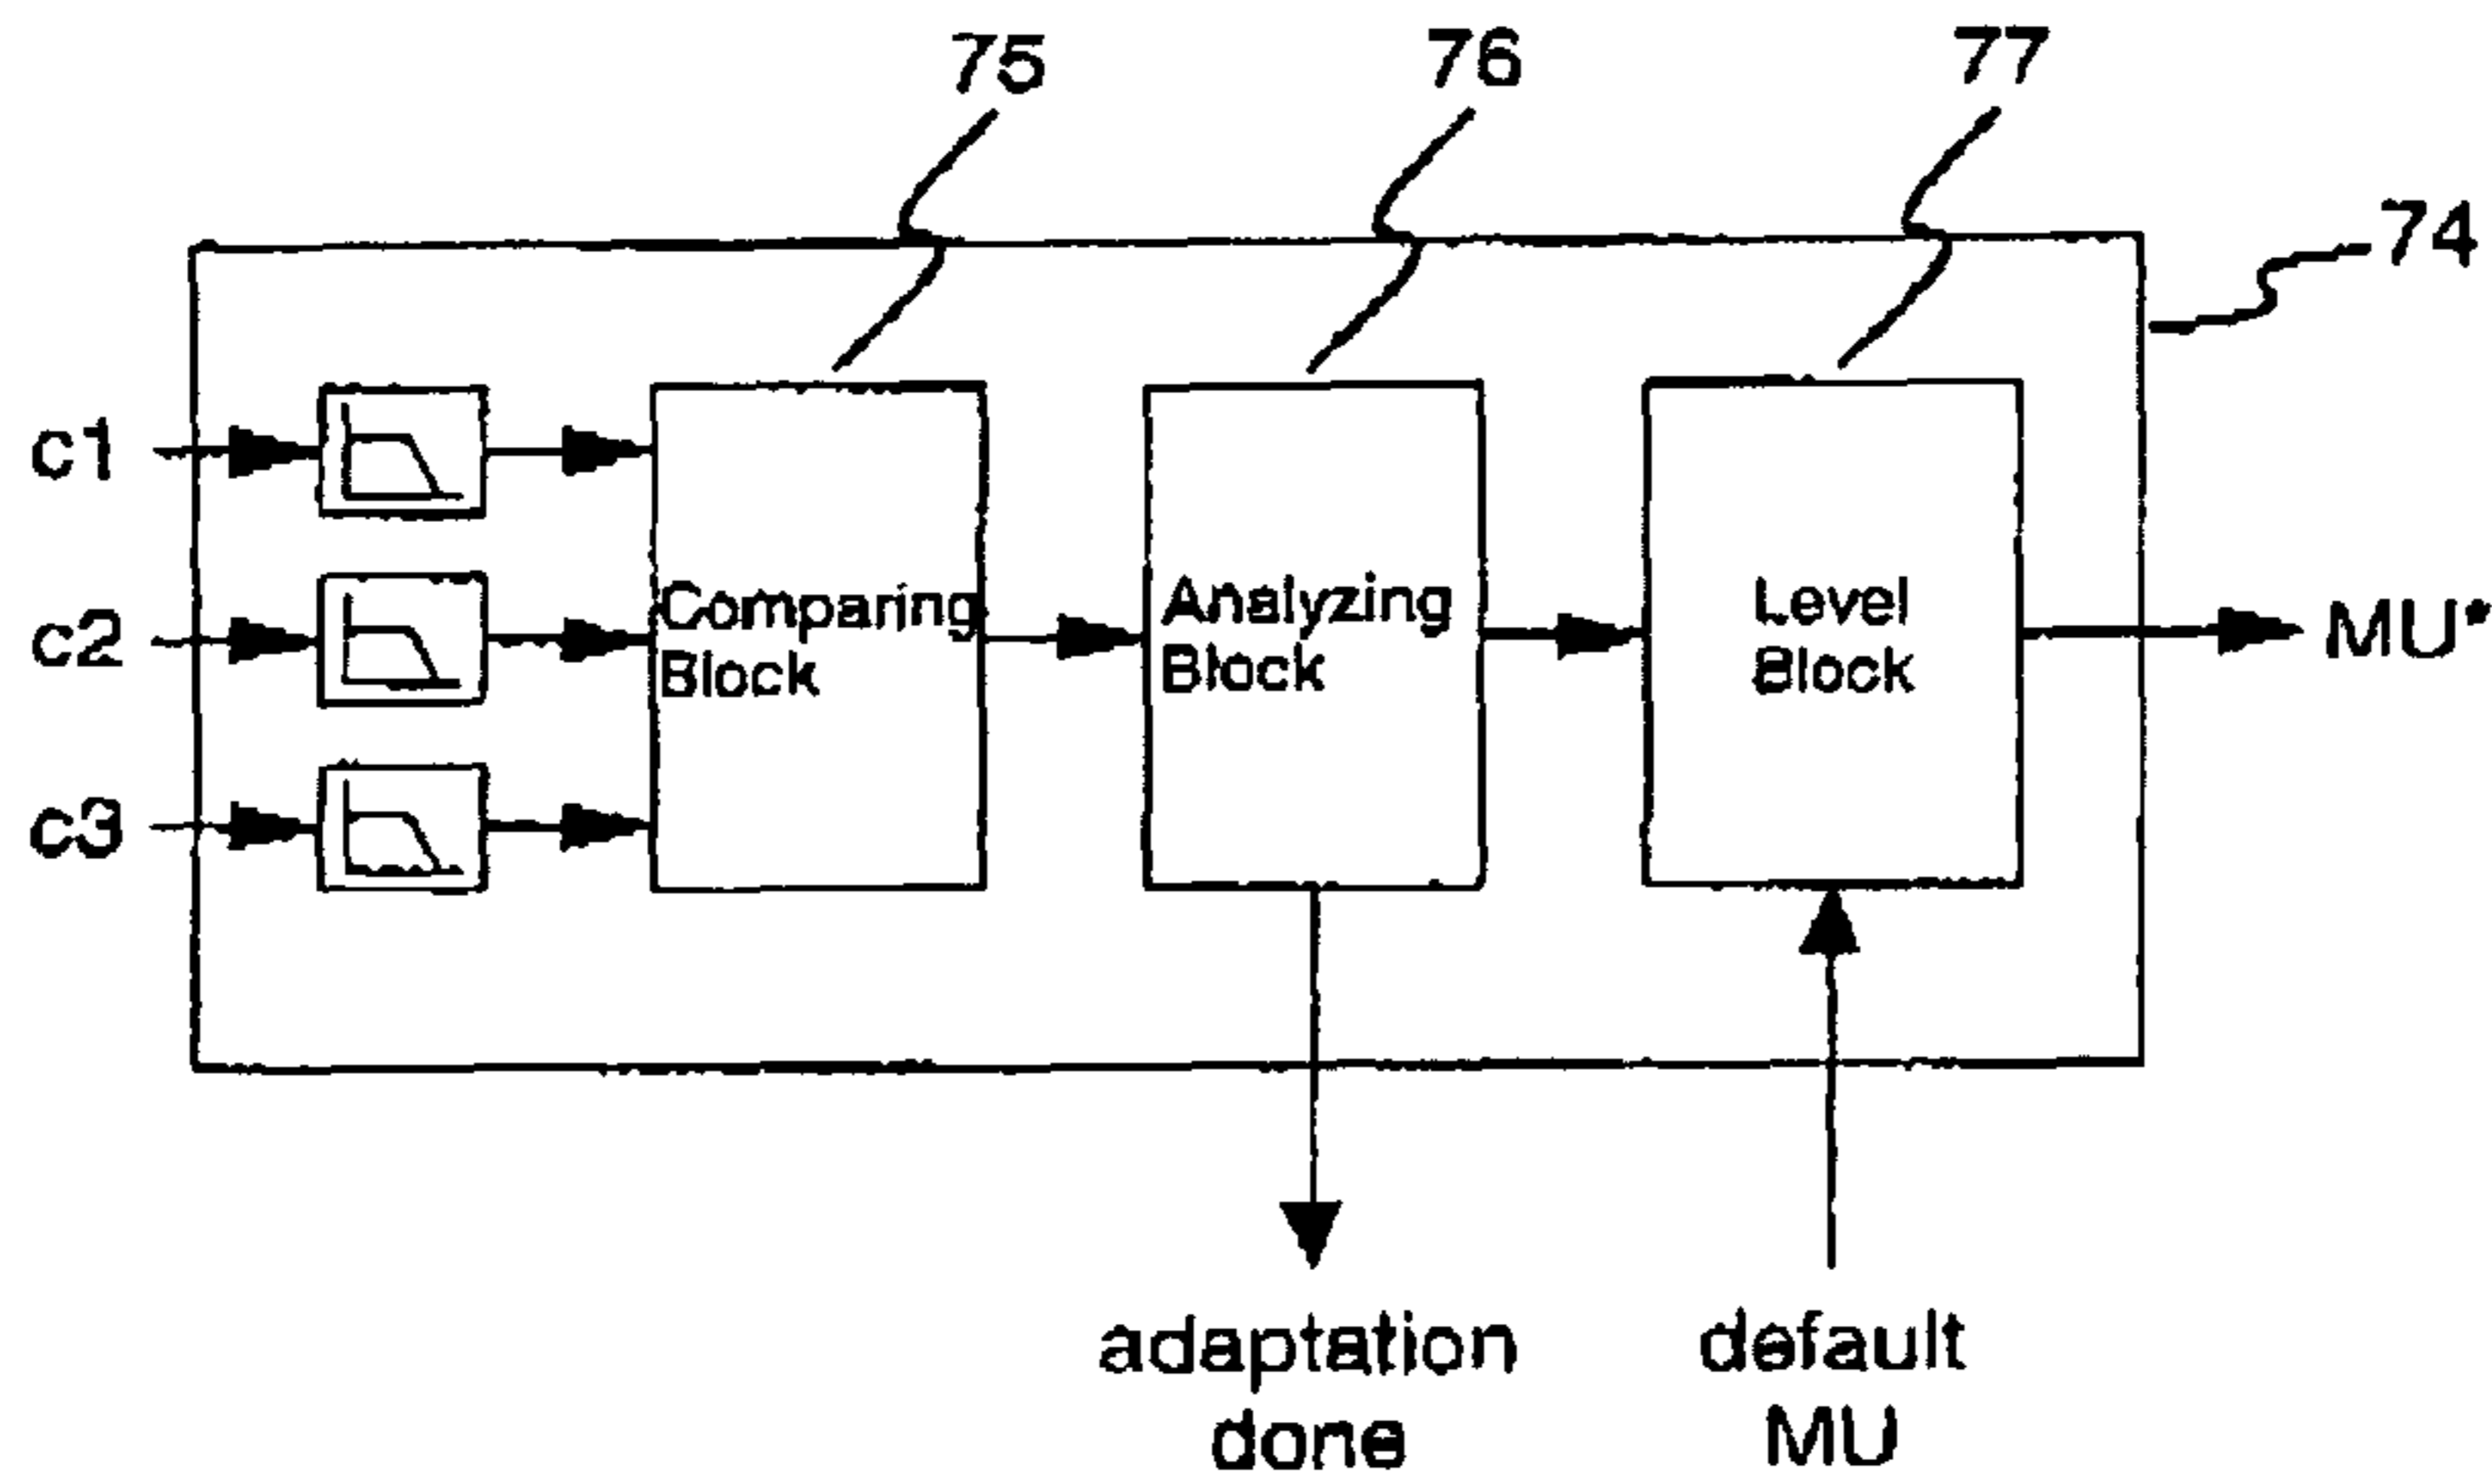 75
76
77
74
c1
c2
c3
Comparing
Block
Analyzing
Block
Level
Block
MU*
adaptation
done
default
MU